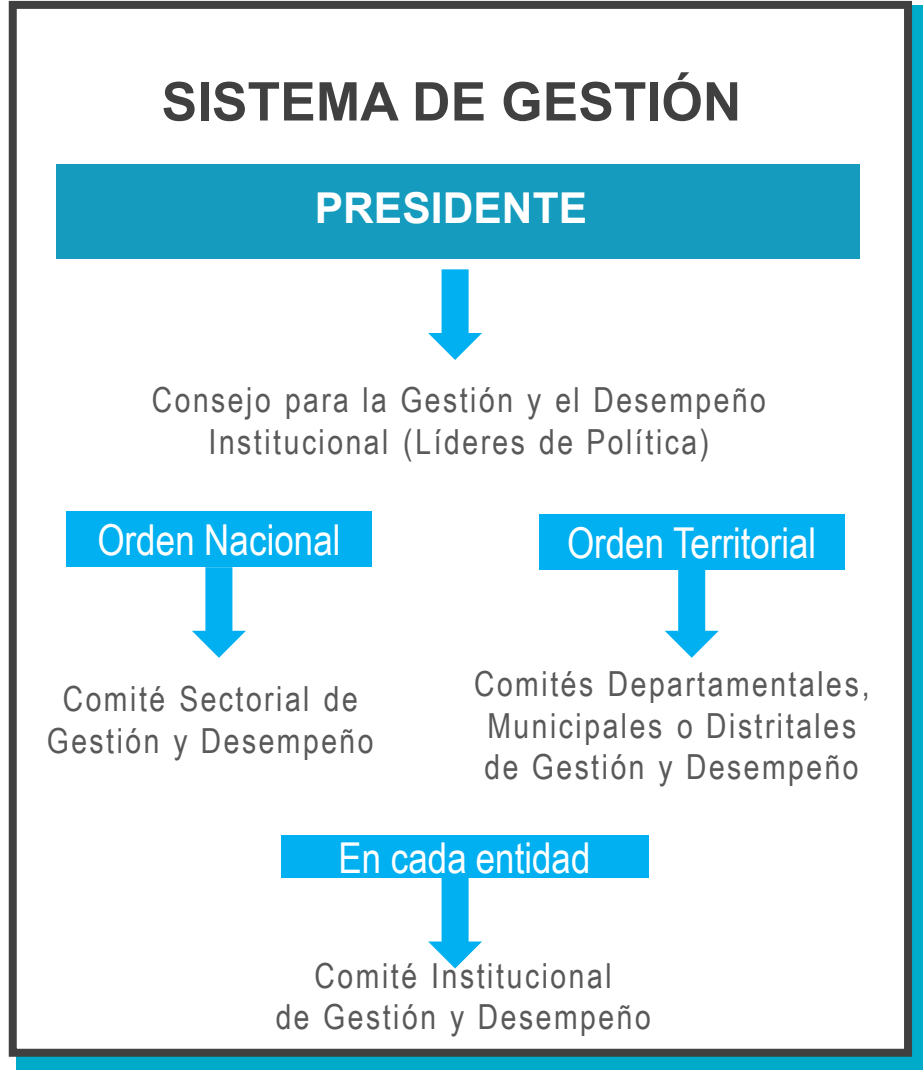 SISTEMA DE GESTIÓN
PRESIDENTE
Consejo para la Gestión y el Desempeño
Institucional (Líderes de Política)
Orden Nacional
Comité Sectorial de
Gestión y Desempeño
Orden Territorial
Comités Departamentales,
Municipales o Distritales
de Gestión y Desempeño
En cada entidad
Comité Institucional
de Gestión y Desempeño